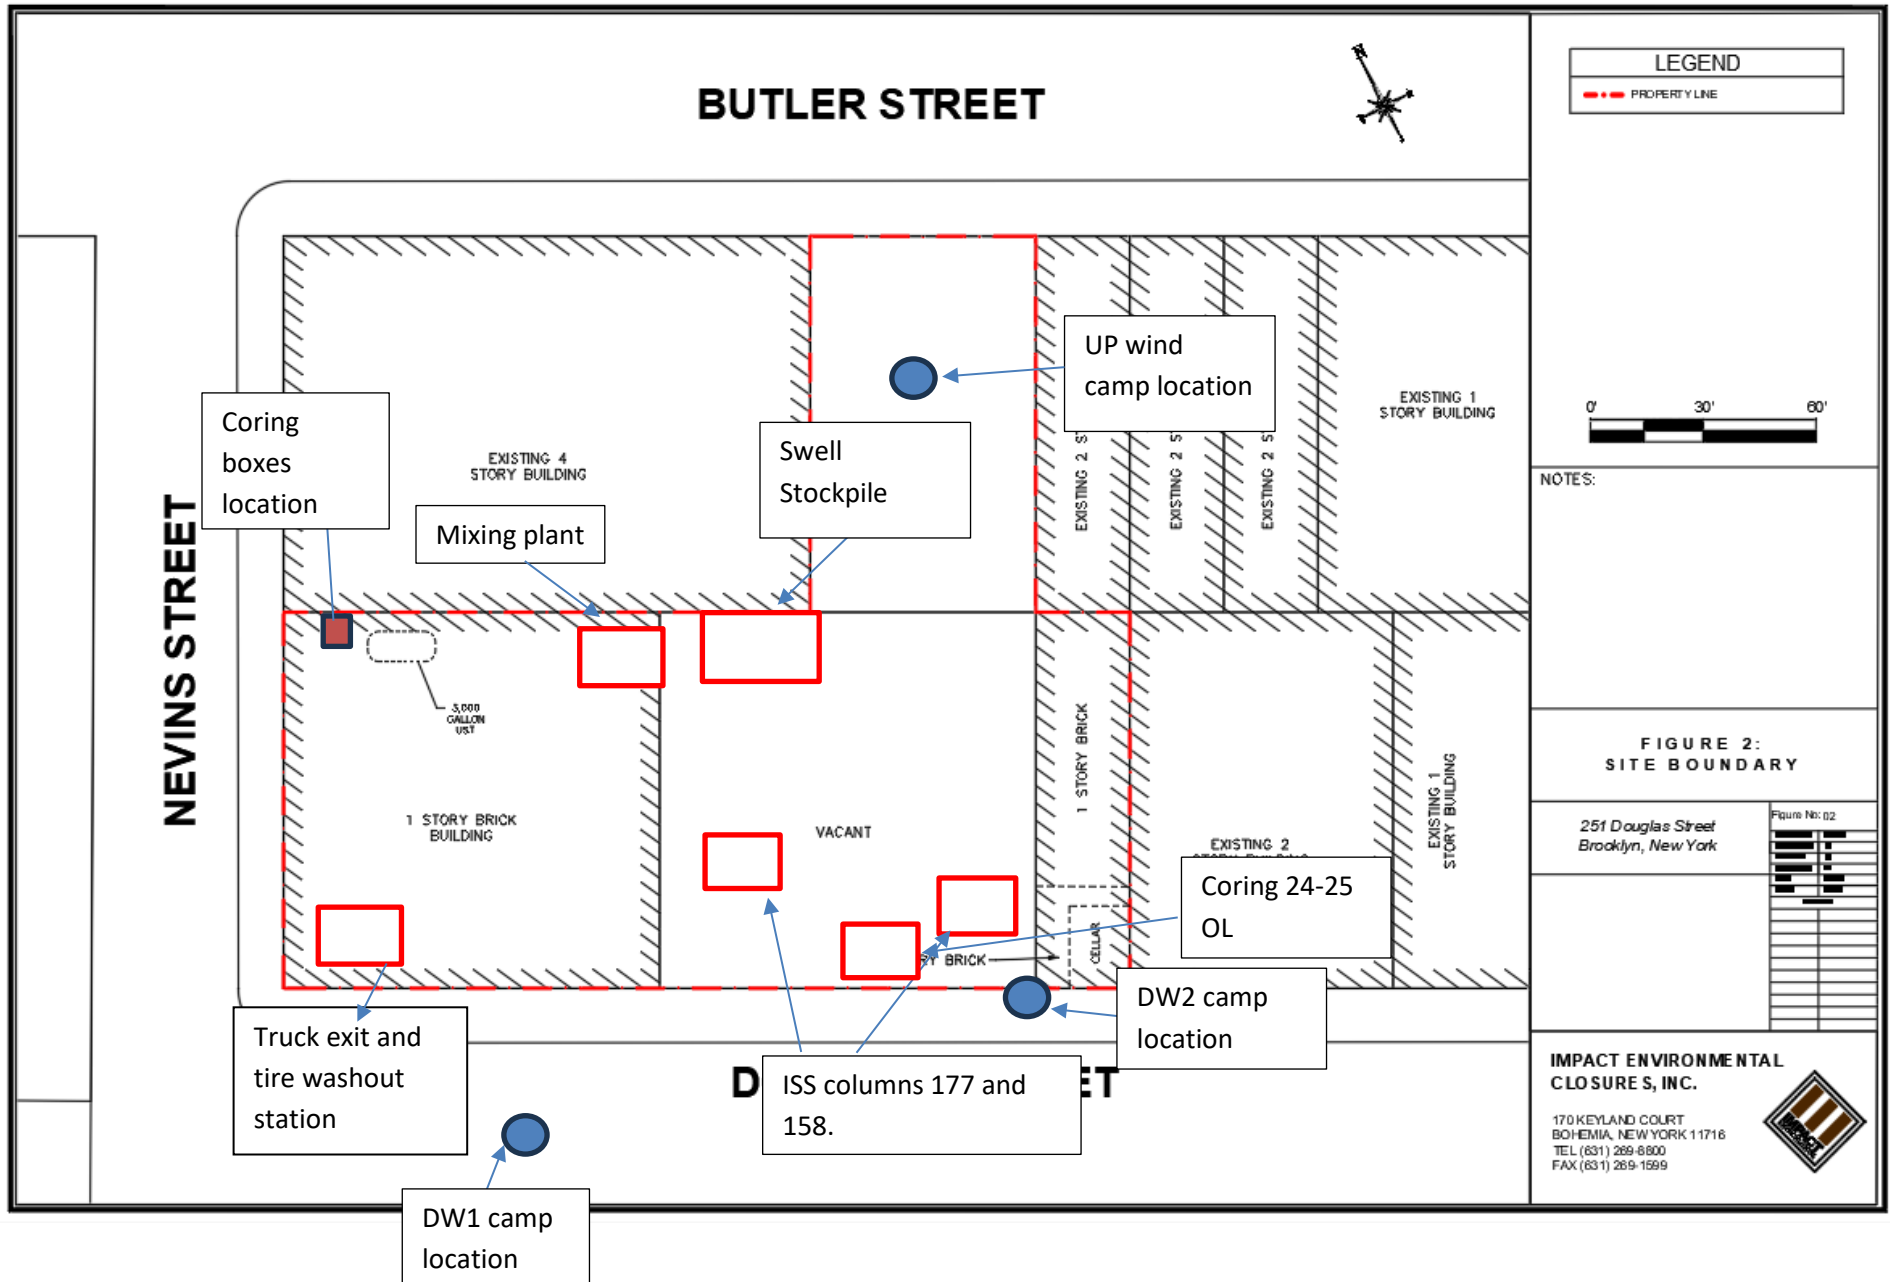 BUTLER STREET
N
LEGEND
PROPERTY LINE
0' 30' 60'
NOTES:
UP wind
camp location
Coring
boxes
location
Swell
Stockpile
Mixing plant
EXISTING 4
STORY BUILDING
EXISTING 2 S
EXISTING 2 S
EXISTING 2 S
EXISTING 1
STORY BUILDING
NEVINS STREET
3,000
GALLON
UST
1 STORY BRICK
BUILDING
VACANT
1 STORY BRICK
EXISTING 2
EXISTING 1
STORY BUILDING
Coring 24-25
OL
RY BRICK
CELLAR
DW2 camp
location
Truck exit and
tire washout
station
D
ISS columns 177 and
158.
ET
DW1 camp
location
FIGURE 2:
SITE BOUNDARY
251 Douglas Street
Brooklyn, New York
Figure No: 02
IMPACT ENVIRONMENTAL
CLOSURES, INC.
170 KEYLAND COURT
BOHEMIA, NEW YORK 11716
TEL (631) 269-8800
FAX (631) 269-1599
IMPACT